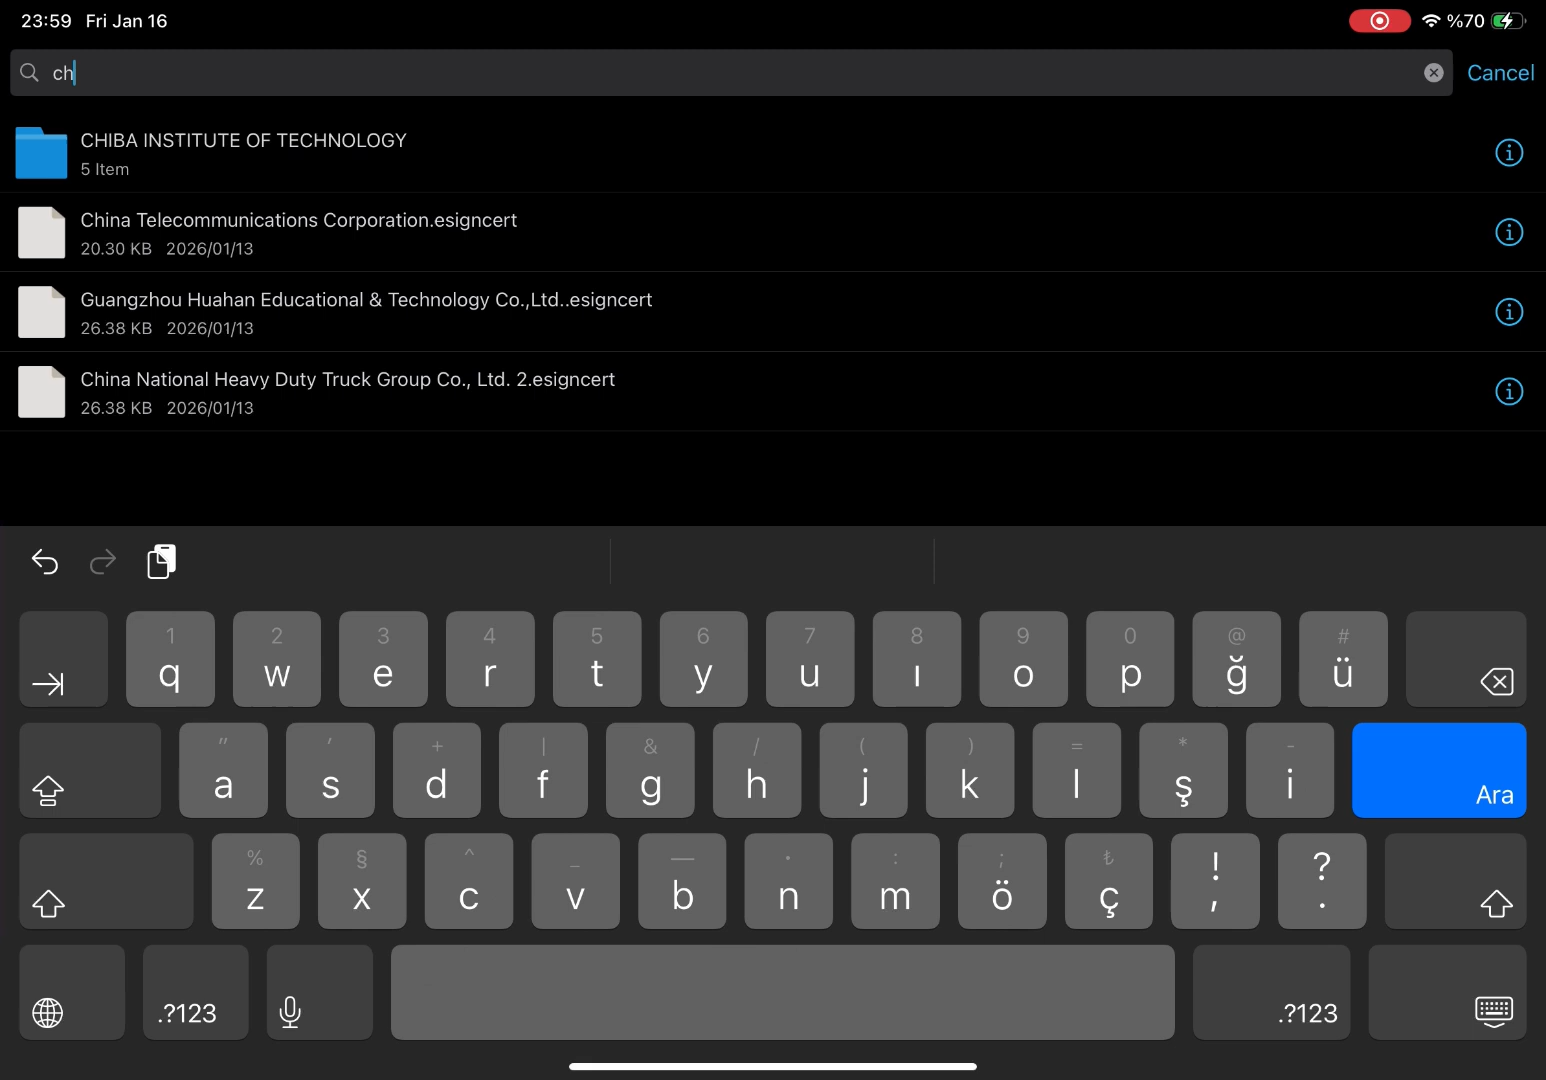 23:59 Fri Jan 16
%70
ch
Cancel
CHIBA INSTITUTE OF TECHNOLOGY
5 Item
China Telecommunications Corporation.esigncert
20.30 KB 2026/01/13
Guangzhou Huahan Educational & Technology Co.,Ltd..esigncert
26.38 KB 2026/01/13
China National Heavy Duty Truck Group Co., Ltd. 2.esigncert
26.38 KB 2026/01/13
1 2 3 4 5 6 7 8 9 0 @ #
q w e r t y u ı o p ğ ü
" ' + | & / ( ) = * -
a s d f g h j k l ş i Ara
% § ^ _ — · : ; ₺ ! ?
z x c v b n m ö ç , .
.?123 .?123